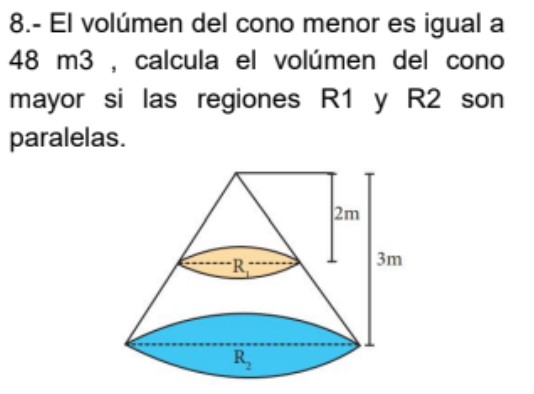 8.- El volúmen del cono menor es igual a
48 m3 , calcula el volúmen del cono
mayor si las regiones R1 y R2 son
paralelas.
2m
R1
3m
R2